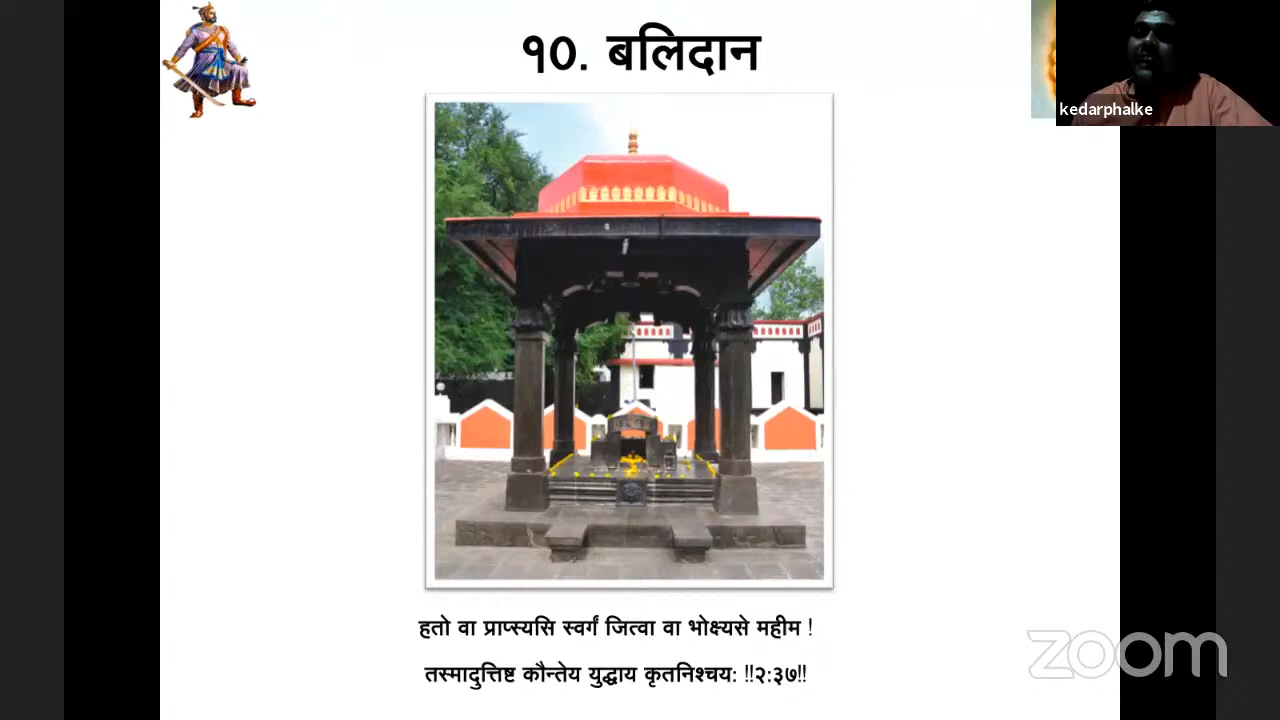 १०. बलिदान
kedarphalke
हतो वा प्राप्स्यसि स्वर्गं जित्वा वा भोक्ष्यसे महीम !
तस्मादुत्तिष्ट कौन्तेय युद्धाय कृतनिश्चय: !!२:३७!!
zoom